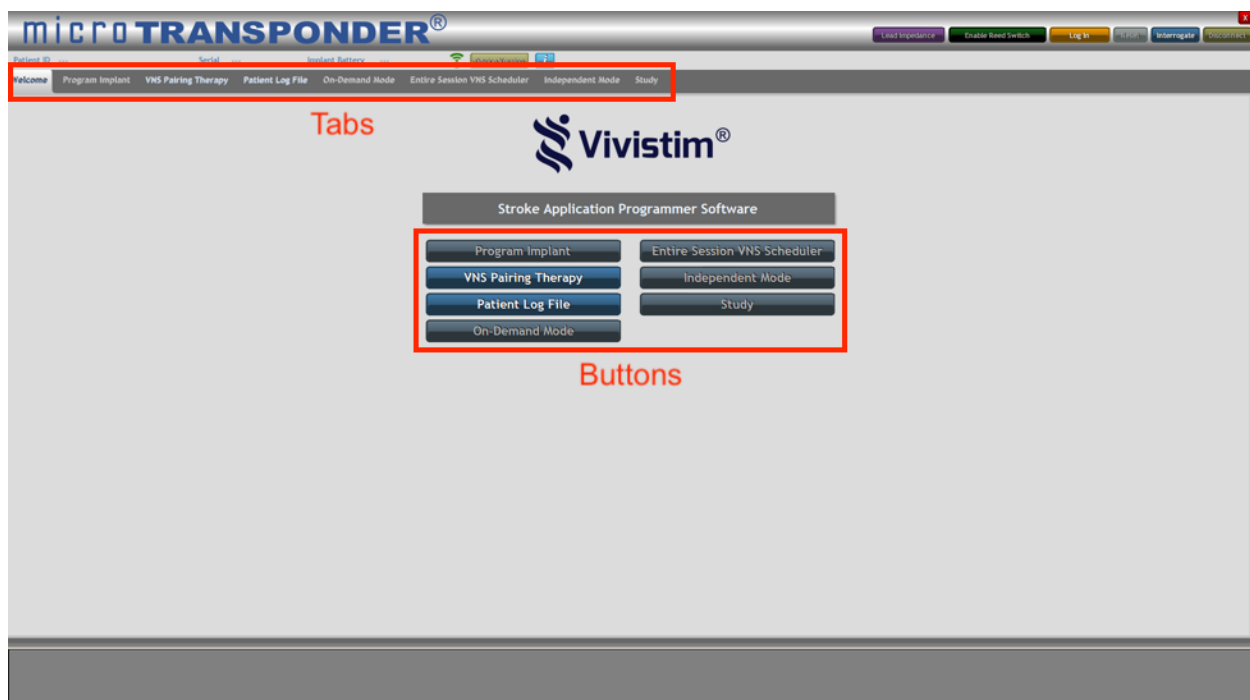 microTRANSPONDER®
X
Lead Impedance Enable Reed Switch Log In Interrogate Disconnect
Patient ID --- Serial --- Implant Battery ---
Welcome Program Implant VNS Pairing Therapy Patient Log File On-Demand Mode Entire Session VNS Scheduler Independent Mode Study
Tabs
Vivistim®
Stroke Application Programmer Software
Program Implant Entire Session VNS Scheduler
VNS Pairing Therapy Independent Mode
Patient Log File Study
On-Demand Mode
Buttons